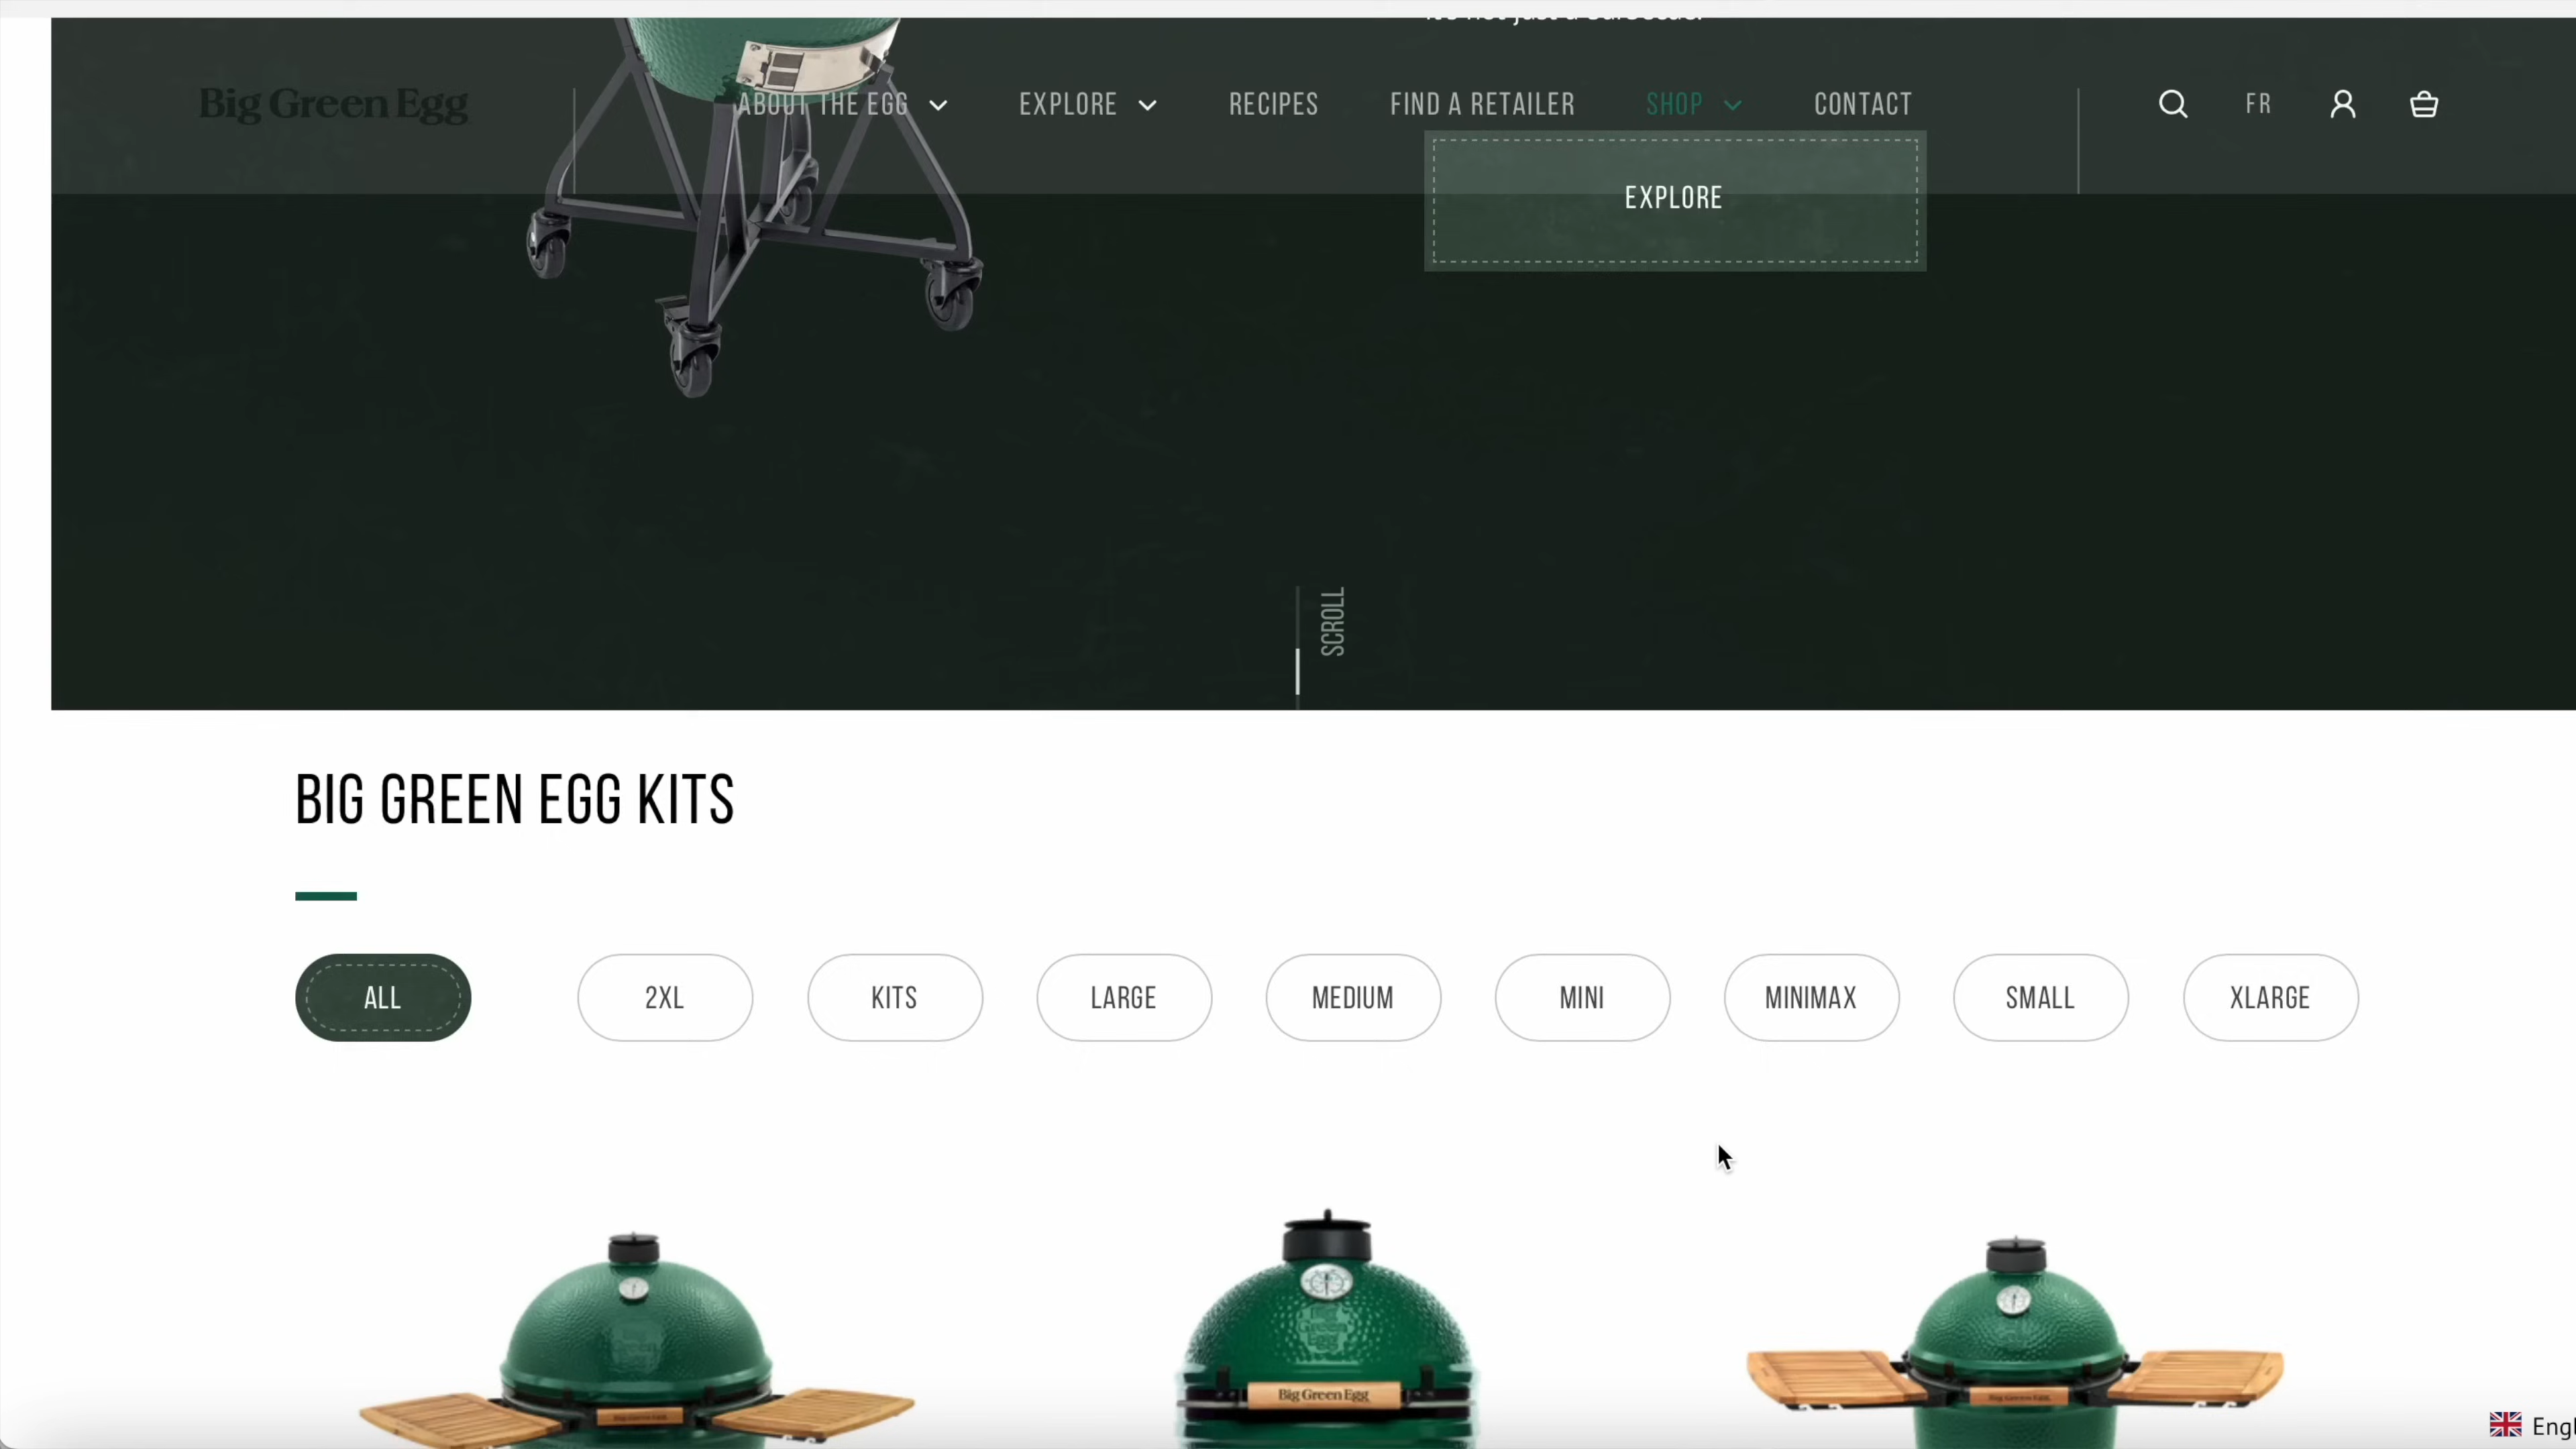 Big Green Egg
ABOUT THE EGG
EXPLORE
RECIPES
FIND A RETAILER
SHOP
CONTACT
FR
EXPLORE
SCROLL
BIG GREEN EGG KITS
ALL
2XL
KITS
LARGE
MEDIUM
MINI
MINIMAX
SMALL
XLARGE
Big Green Egg
Engl